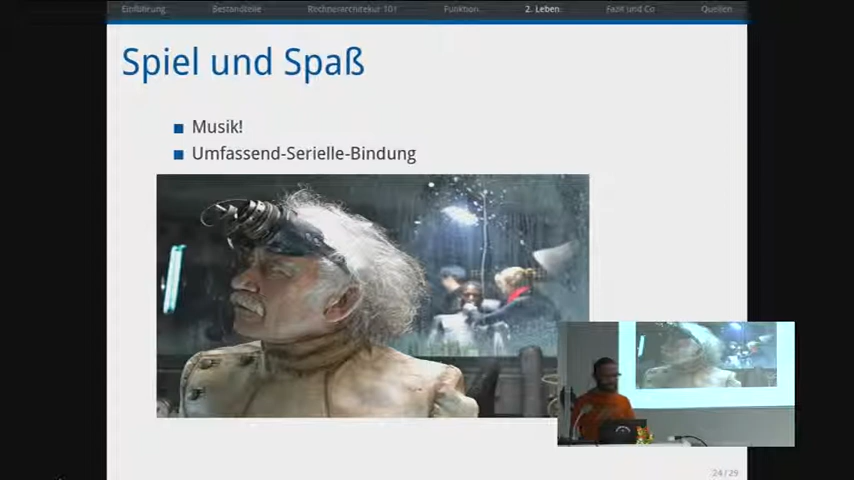 Einführung Bestandteile Rechnerarchitektur 101 Funktion 2. Leben Fazit und Co Quellen
Spiel und Spaß
Musik!
Umfassend-Serielle-Bindung
24/29